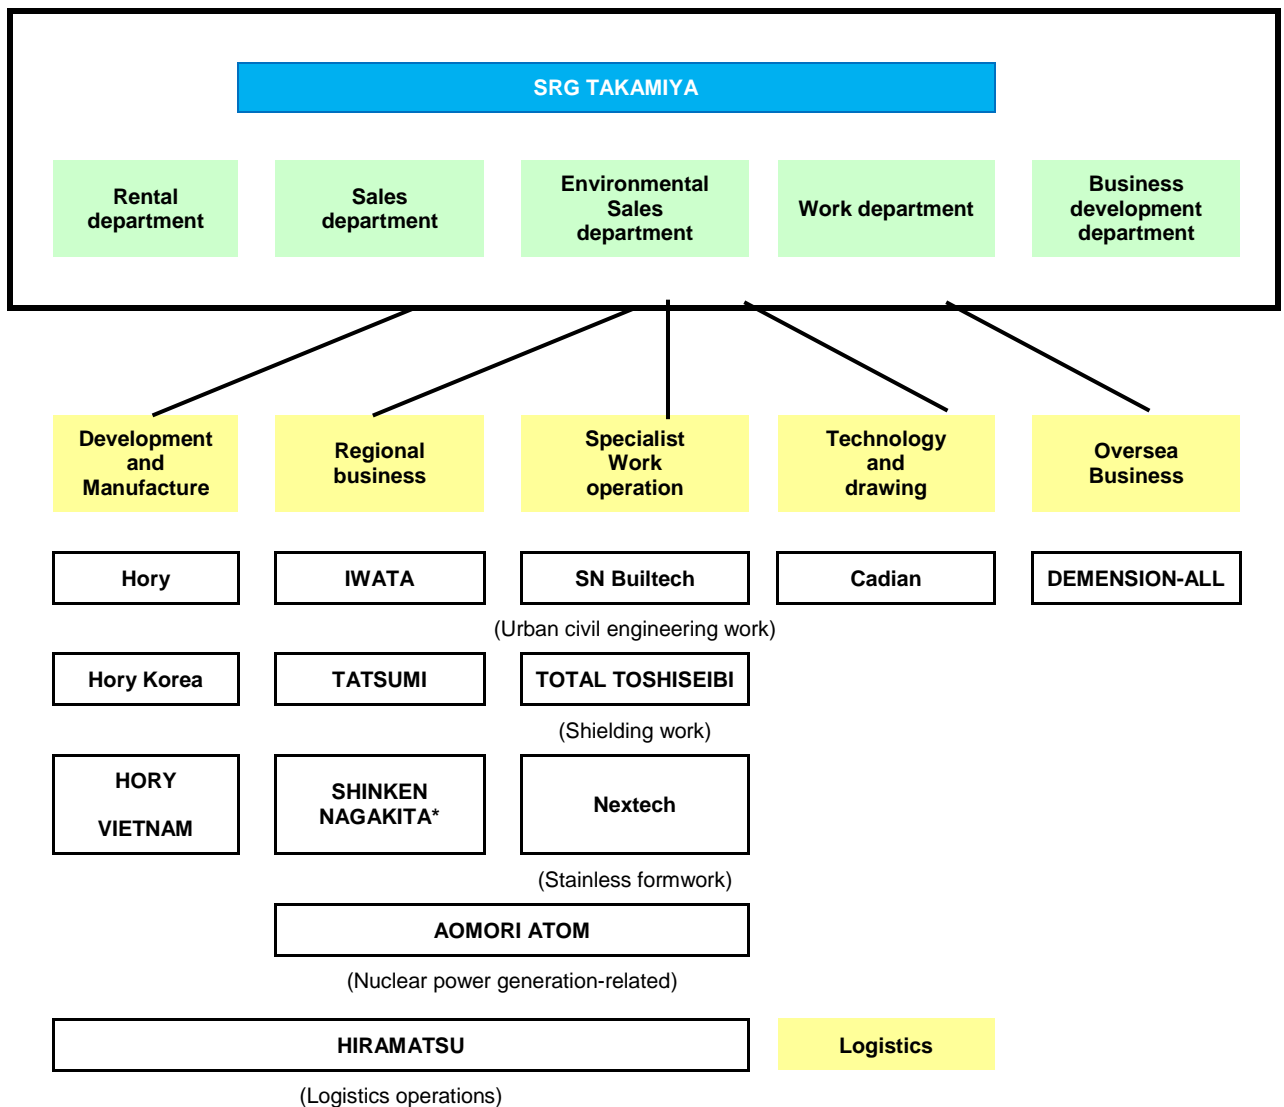 SRG TAKAMIYA
Rental
department
Sales
department
Environmental
Sales
department
Work department
Business
development
department
Development
and
Manufacture
Regional
business
Specialist
Work
operation
Technology
and
drawing
Oversea
Business
Hory
IWATA
SN Builtech
Cadian
DEMENSION-ALL
(Urban civil engineering work)
Hory Korea
TATSUMI
TOTAL TOSHISEIBI
(Shielding work)
HORY
VIETNAM
SHINKEN
NAGAKITA*
Nextech
(Stainless formwork)
AOMORI ATOM
(Nuclear power generation-related)
HIRAMATSU
Logistics
(Logistics operations)